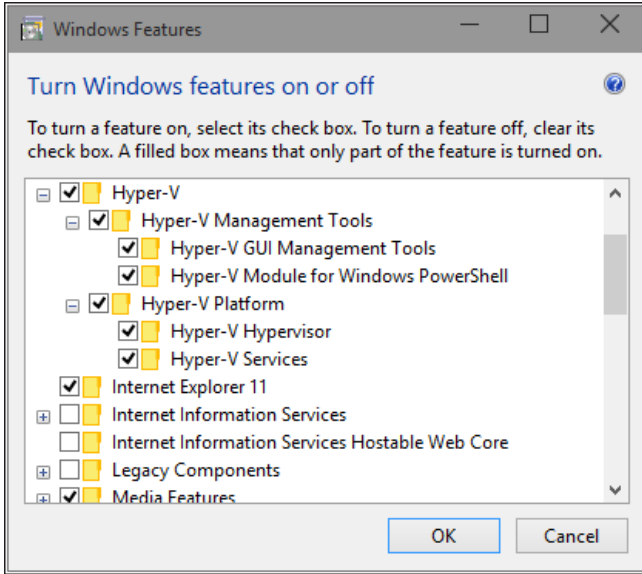 Windows Features
Turn Windows features on or off
To turn a feature on, select its check box. To turn a feature off, clear its
check box. A filled box means that only part of the feature is turned on.
Hyper-V
Hyper-V Management Tools
Hyper-V GUI Management Tools
Hyper-V Module for Windows PowerShell
Hyper-V Platform
Hyper-V Hypervisor
Hyper-V Services
Internet Explorer 11
Internet Information Services
Internet Information Services Hostable Web Core
Legacy Components
Media Features
OK Cancel